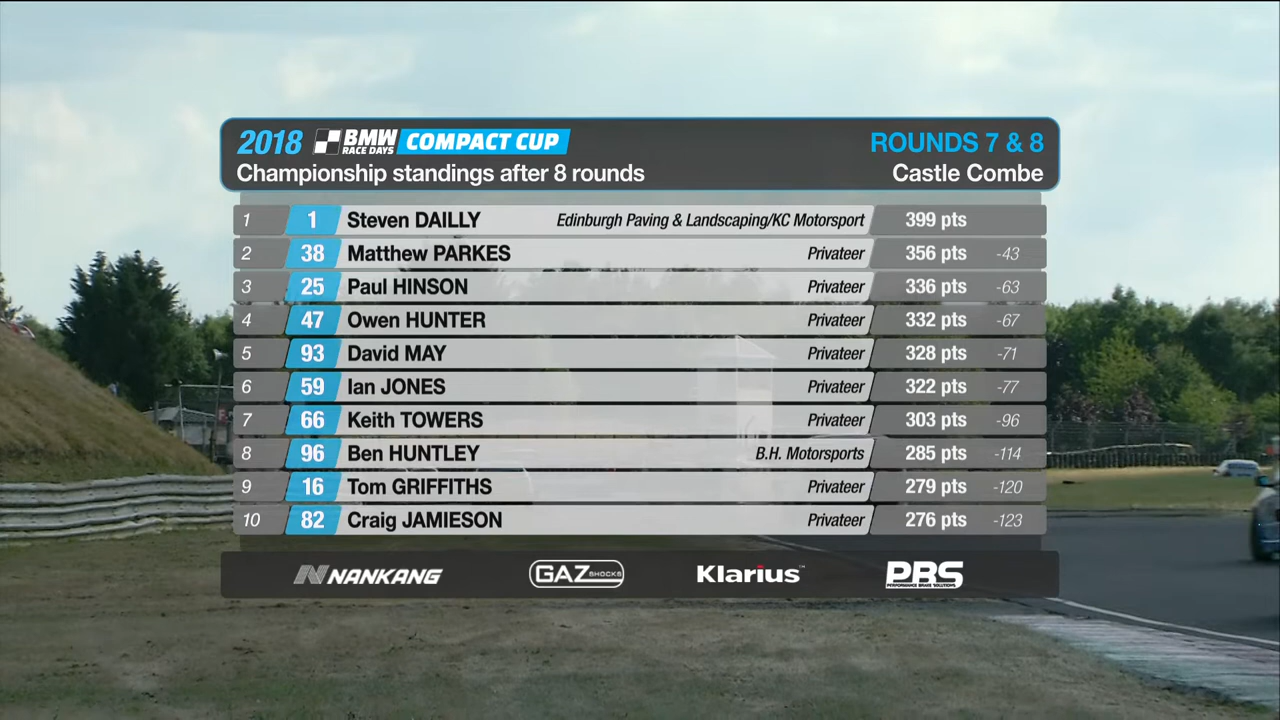 2018 BMW RACE DAYS COMPACT CUP ROUNDS 7 & 8
Championship standings after 8 rounds Castle Combe
1 1 Steven DAILLY Edinburgh Paving & Landscaping/KC Motorsport 399 pts
2 38 Matthew PARKES Privateer 356 pts -43
3 25 Paul HINSON Privateer 336 pts -63
4 47 Owen HUNTER Privateer 332 pts -67
5 93 David MAY Privateer 328 pts -71
6 59 Ian JONES Privateer 322 pts -77
7 66 Keith TOWERS Privateer 303 pts -96
8 96 Ben HUNTLEY B.H. Motorsports 285 pts -114
9 16 Tom GRIFFITHS Privateer 279 pts -120
10 82 Craig JAMIESON Privateer 276 pts -123
NANKANG GAZ SHOCKS Klarius™ PBS
PERFORMANCE BRAKE SOLUTIONS